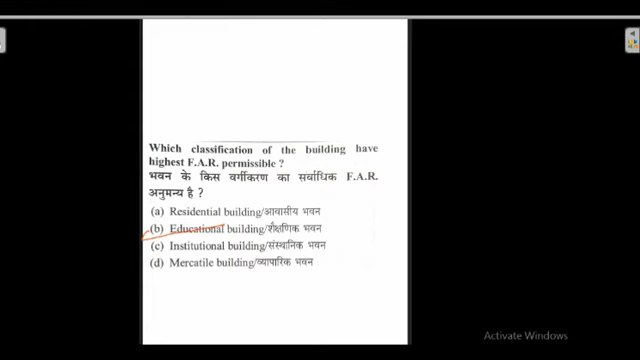 Which classification of the building have
highest F.A.R. permissible ?
भवन के किस वर्गीकरण का सर्वाधिक F.A.R.
अनुमन्य है ?
(a) Residential building/आवासीय भवन
(b) Educational building/शैक्षणिक भवन
(c) Institutional building/संस्थानिक भवन
(d) Mercatile building/व्यापारिक भवन
Activate Windows